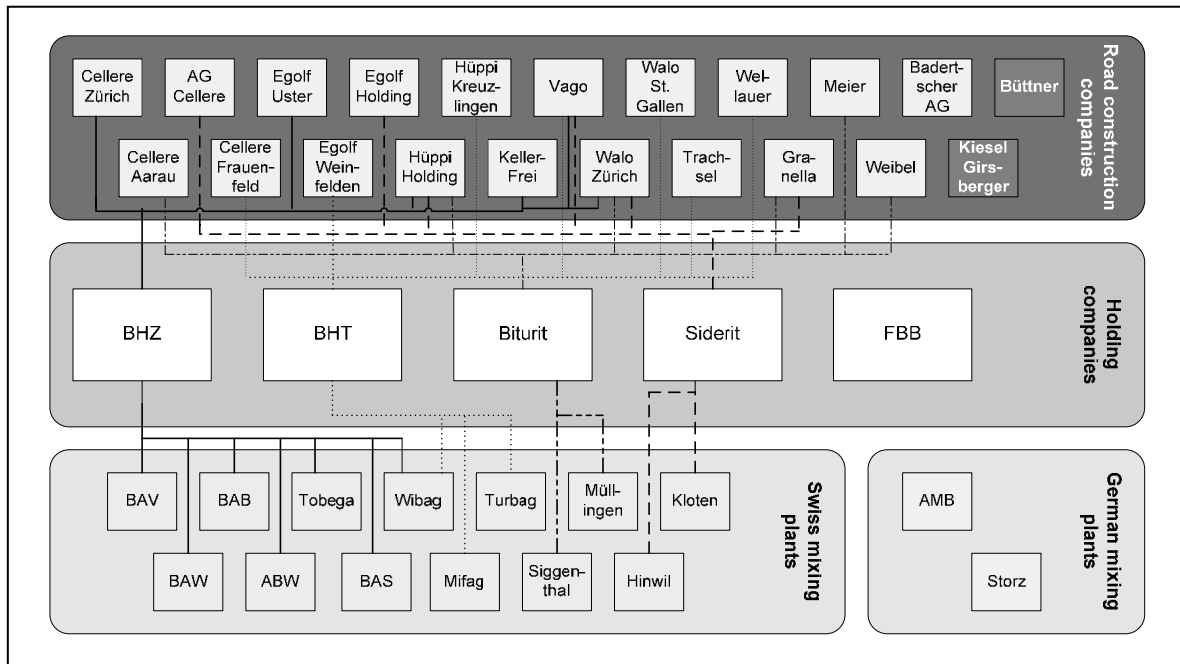 Cellere
Zürich
AG
Cellere
Egolf
Uster
Egolf
Holding
Hüppi
Kreuz-
lingen
Vago
Walo
St.
Gallen
Wel-
lauer
Meier
Badert-
scher
AG
Büttner
Cellere
Aarau
Cellere
Frauen-
feld
Egolf
Wein-
felden
Hüppi
Holding
Keller-
Frei
Walo
Zürich
Trach-
sel
Gra-
nella
Weibel
Kiesel
Girs-
berger
Road construction
companies
BHZ
BHT
Biturit
Siderit
FBB
Holding
companies
BAV
BAB
Tobega
Wibag
Turbag
Müll-
ingen
Kloten
BAW
ABW
BAS
Mifag
Siggen-
thal
Hinwil
Swiss mixing
plants
AMB
Storz
German mixing
plants